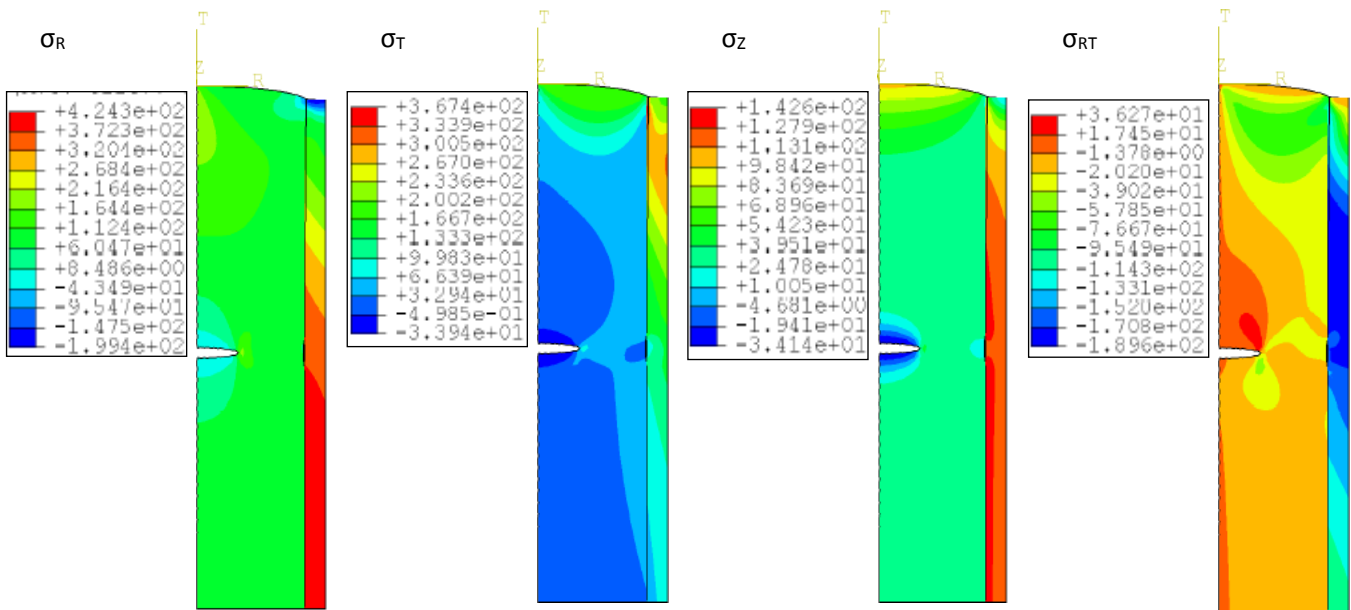 σR
T
Z
R
+4.243e+02
+3.723e+02
+3.204e+02
+2.684e+02
+2.164e+02
+1.644e+02
+1.124e+02
+6.047e+01
+8.486e+00
-4.349e+01
-9.547e+01
-1.475e+02
-1.994e+02
σT
T
Z
R
+3.674e+02
+3.339e+02
+3.005e+02
+2.670e+02
+2.336e+02
+2.002e+02
+1.667e+02
+1.333e+02
+9.983e+01
+6.639e+01
+3.294e+01
-4.985e-01
-3.394e+01
σZ
T
Z
R
+1.426e+02
+1.279e+02
+1.131e+02
+9.842e+01
+8.369e+01
+6.896e+01
+5.423e+01
+3.951e+01
+2.478e+01
+1.005e+01
-4.681e+00
-1.941e+01
-3.414e+01
σRT
T
Z
R
+3.627e+01
+1.745e+01
-1.378e+00
-2.020e+01
-3.902e+01
-5.785e+01
-7.667e+01
-9.549e+01
-1.143e+02
-1.331e+02
-1.520e+02
-1.708e+02
-1.896e+02